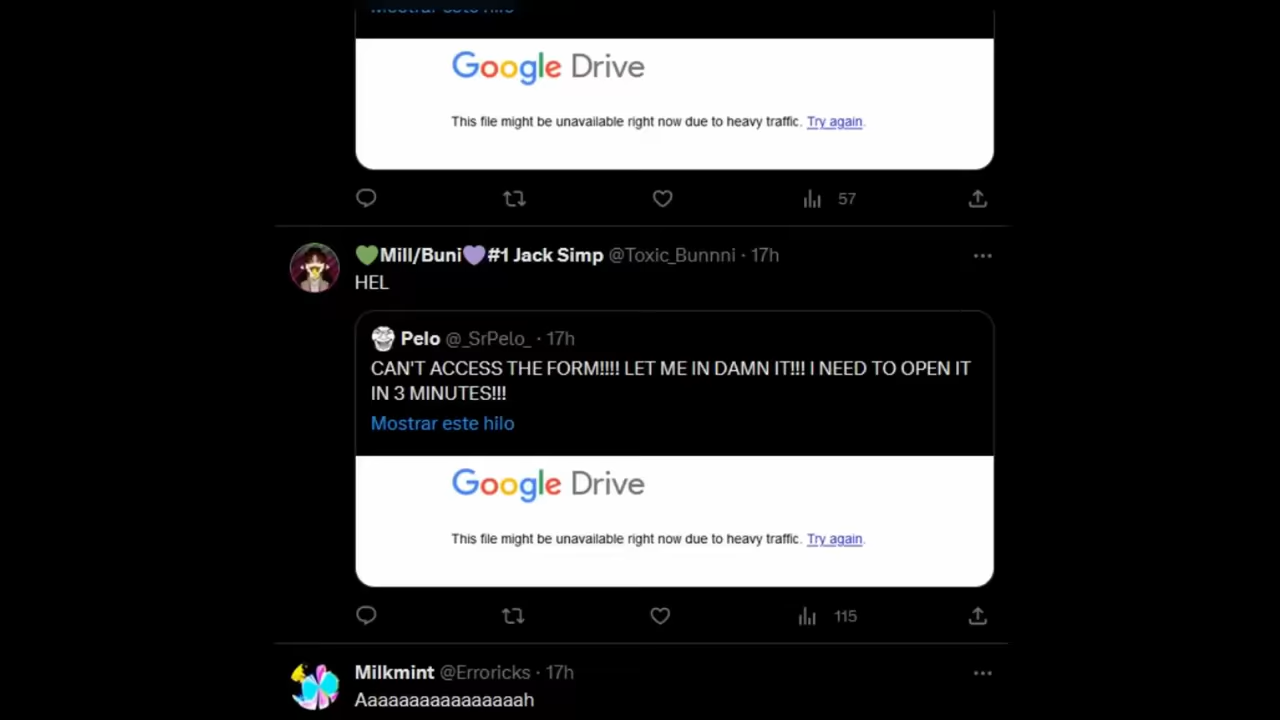 Mostrar este hilo
Google Drive
This file might be unavailable right now due to heavy traffic. Try again.
57
💚Mill/Buni💜#1 Jack Simp @Toxic_Bunnni · 17h
HEL
Pelo @_SrPelo_ · 17h
CAN'T ACCESS THE FORM!!!! LET ME IN DAMN IT!!! I NEED TO OPEN IT
IN 3 MINUTES!!!
Mostrar este hilo
Google Drive
This file might be unavailable right now due to heavy traffic. Try again.
115
Milkmint @Erroricks · 17h
Aaaaaaaaaaaaaaaah